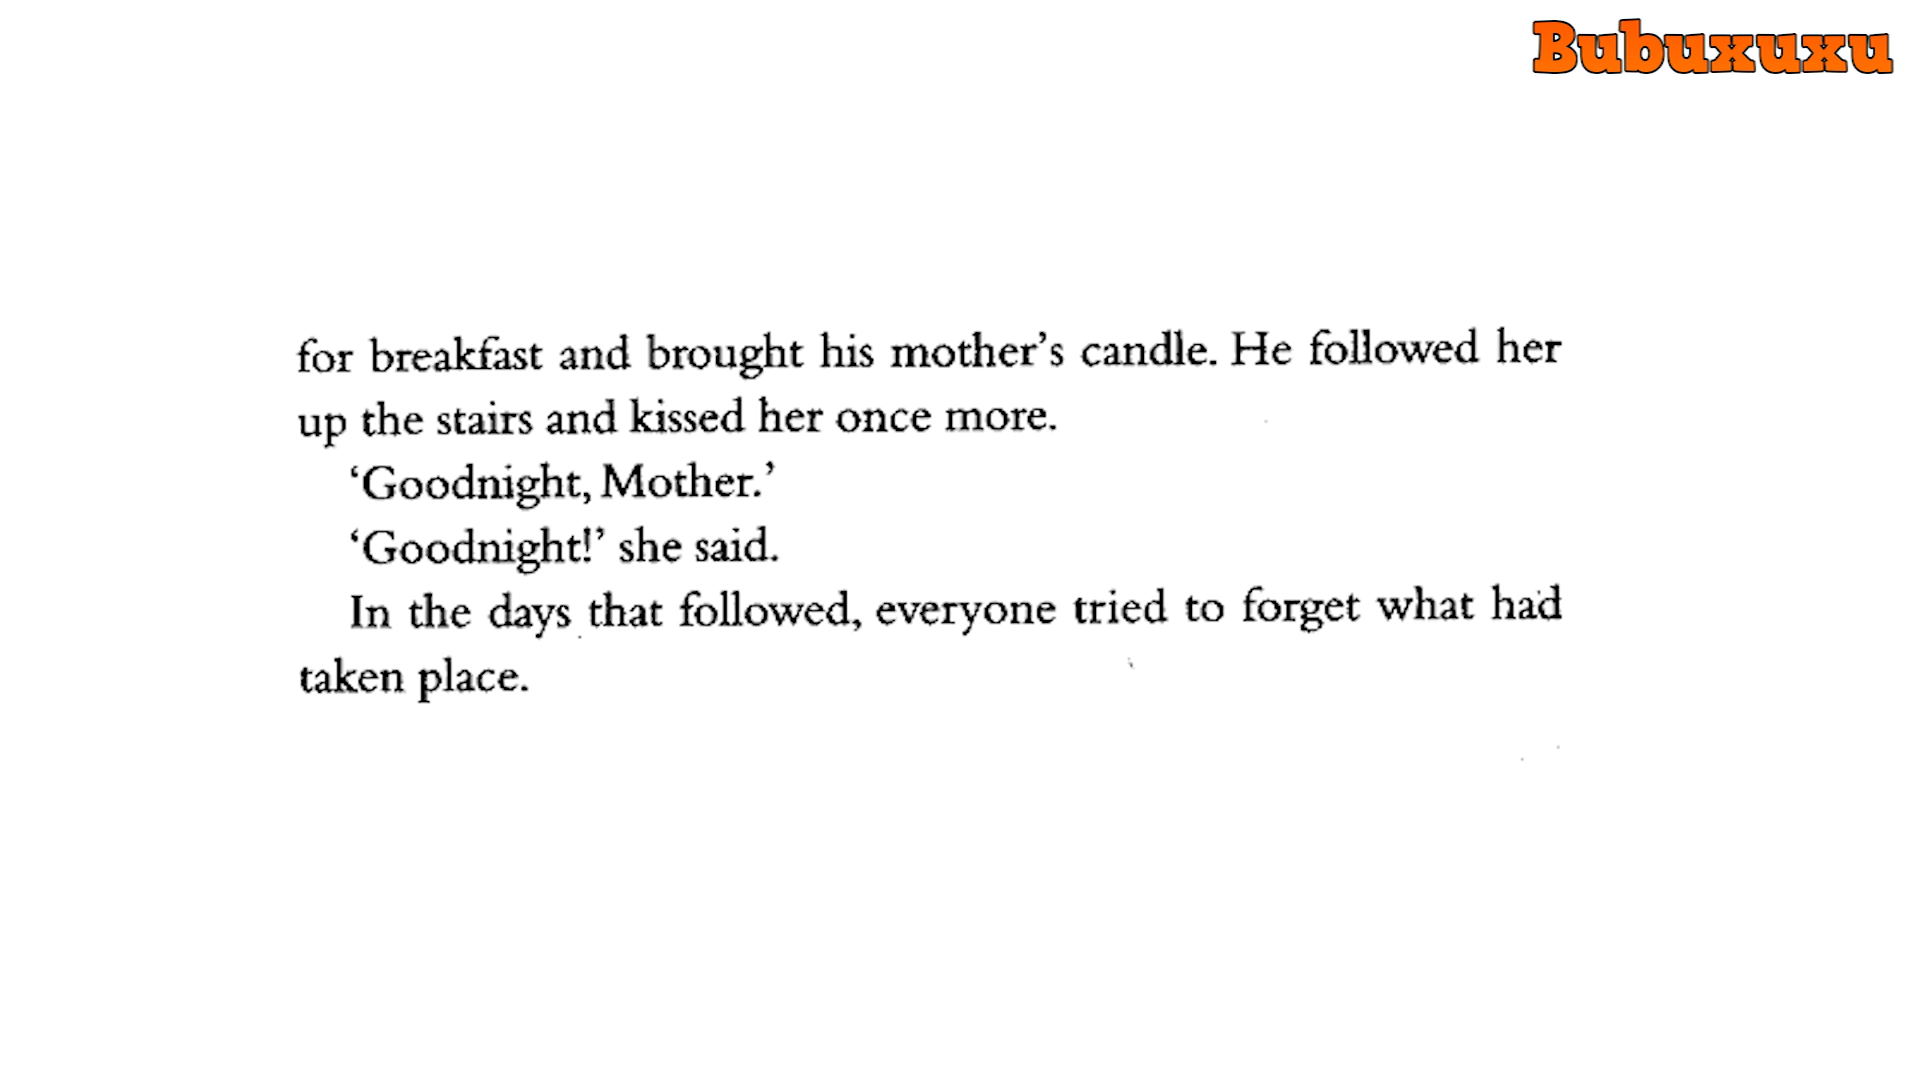 Bubuxuxu
for breakfast and brought his mother's candle. He followed her
up the stairs and kissed her once more.
‘Goodnight, Mother.’
‘Goodnight!’ she said.
In the days that followed, everyone tried to forget what had
taken place.